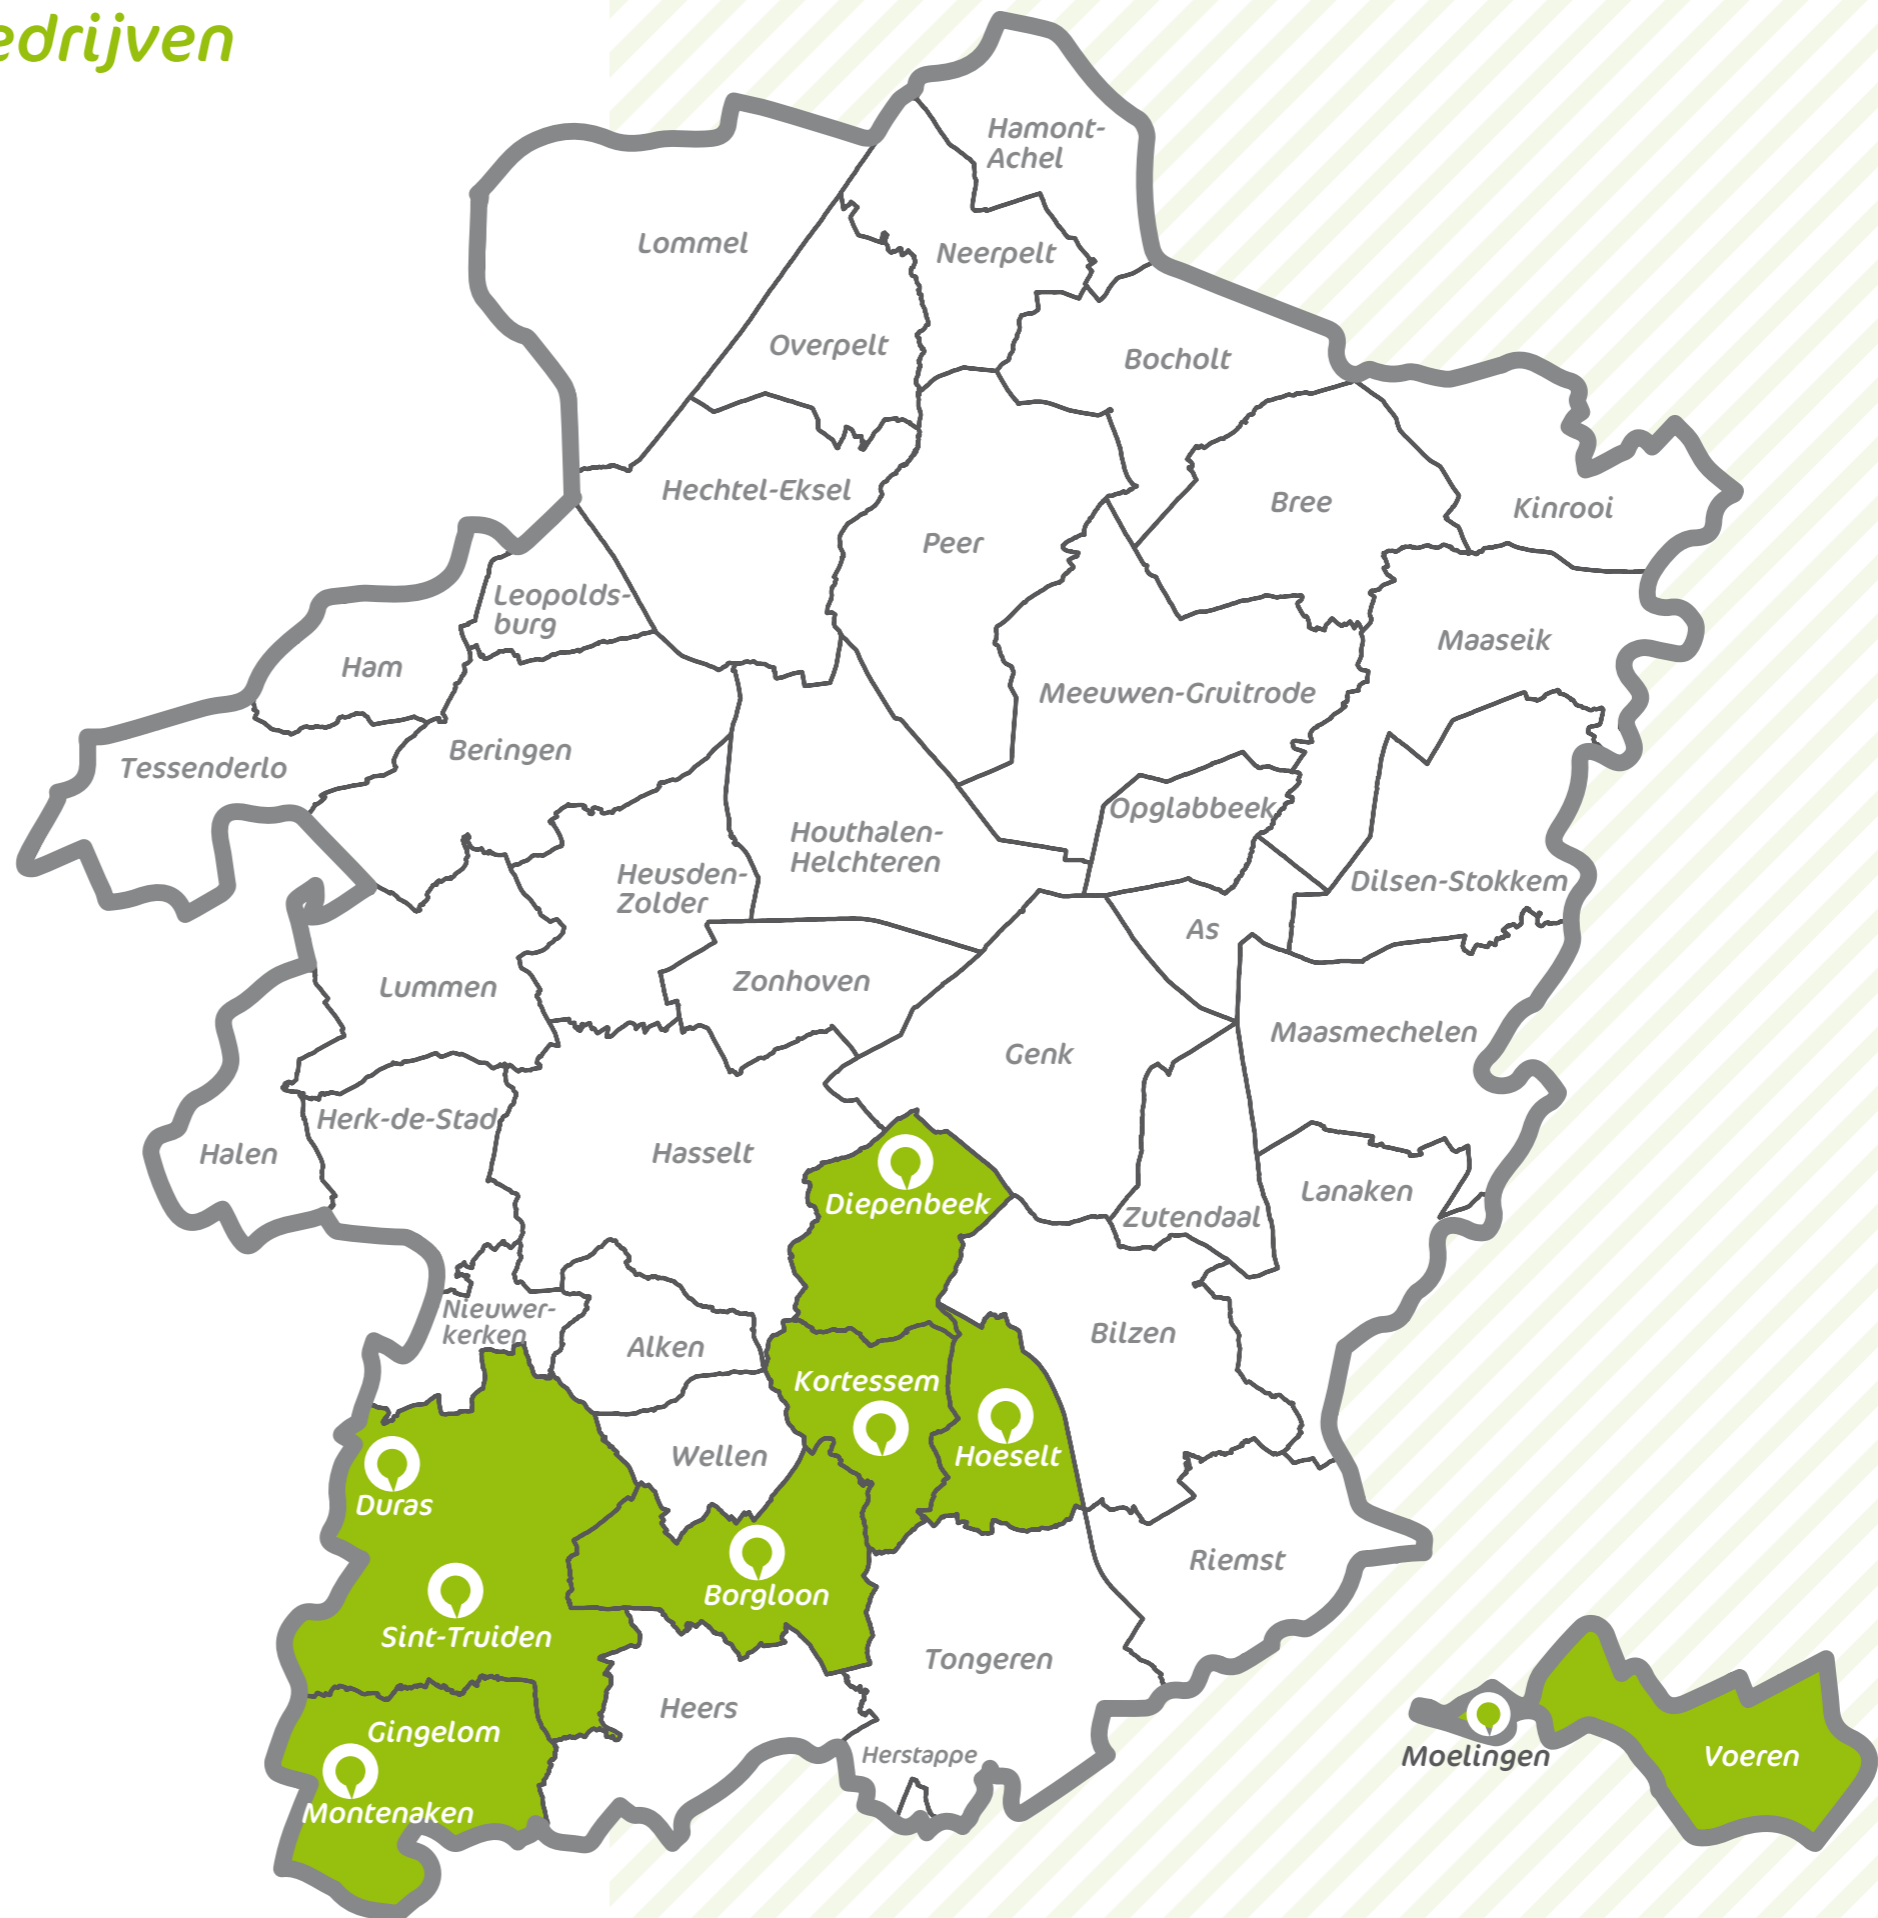 edrijven
Hamont-
Achel
Lommel
Neerpelt
Overpelt
Bocholt
Hechtel-Eksel
Bree
Kinrooi
Peer
Leopolds-
burg
Maaseik
Ham
Meeuwen-Gruitrode
Beringen
Tessenderlo
Opglabbeek
Houthalen-
Helchteren
Heusden-
Zolder
Dilsen-Stokkem
As
Zonhoven
Lummen
Maasmechelen
Genk
Herk-de-Stad
Halen
Hasselt
Lanaken
Diepenbeek
Zutendaal
Nieuwer-
kerken
Alken
Bilzen
Kortessem
Wellen
Hoeselt
Duras
Riemst
Borgloon
Sint-Truiden
Tongeren
Heers
Gingelom
Herstappe
Moelingen
Voeren
Montenaken